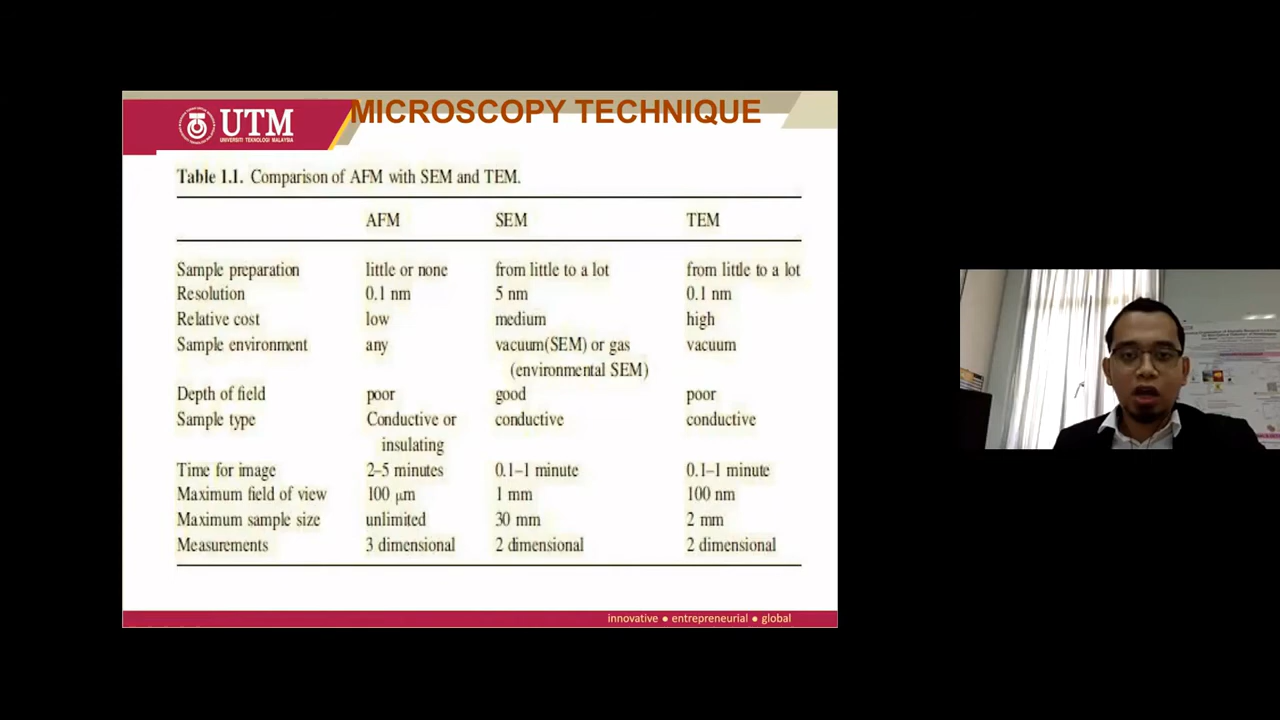 UTM
UNIVERSITI TEKNOLOGI MALAYSIA
MICROSCOPY TECHNIQUE
Table 1.1. Comparison of AFM with SEM and TEM.
AFM SEM TEM
Sample preparation little or none from little to a lot from little to a lot
Resolution 0.1 nm 5 nm 0.1 nm
Relative cost low medium high
Sample environment any vacuum(SEM) or gas vacuum
(environmental SEM)
Depth of field poor good poor
Sample type Conductive or conductive conductive
insulating
Time for image 2–5 minutes 0.1–1 minute 0.1–1 minute
Maximum field of view 100 μm 1 mm 100 nm
Maximum sample size unlimited 30 mm 2 mm
Measurements 3 dimensional 2 dimensional 2 dimensional
innovative ● entrepreneurial ● global